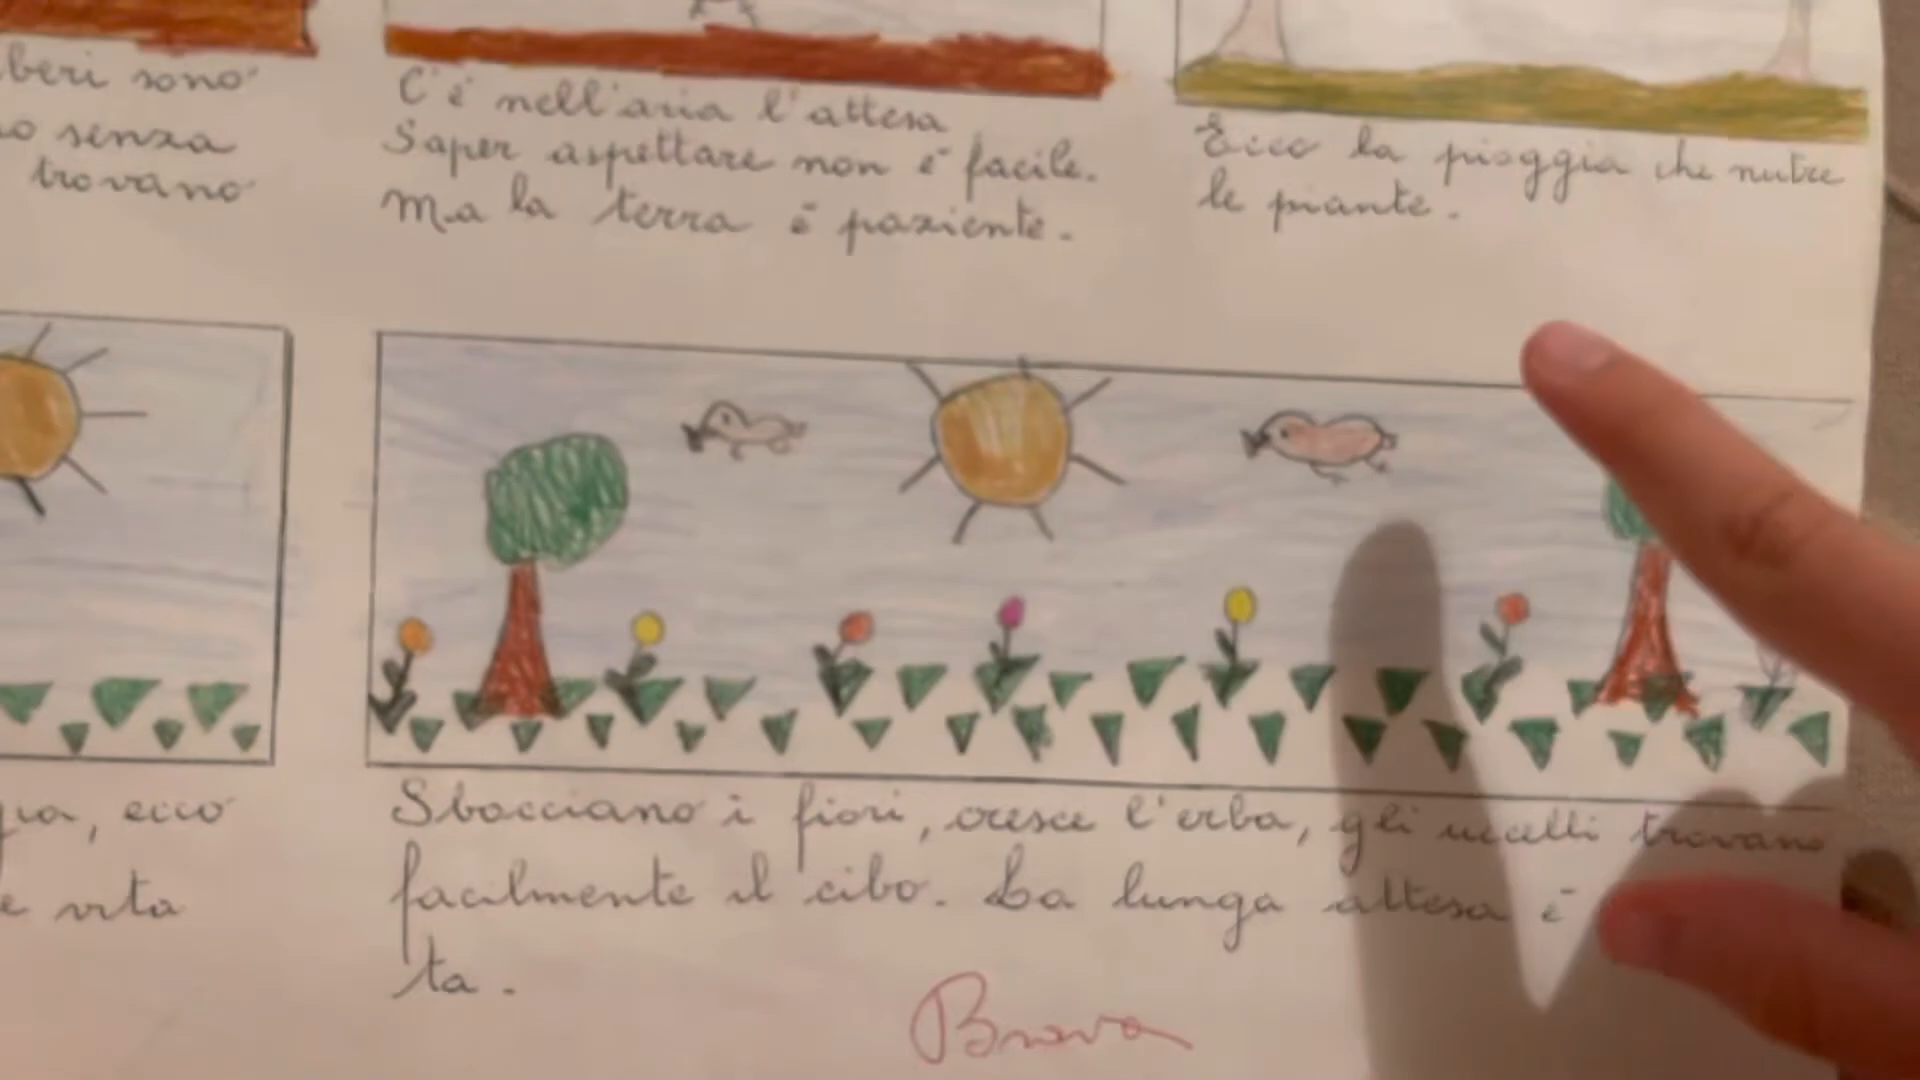 beri sono
o senza
trovano
C'è nell'aria l'attesa
Saper aspettare non è facile.
Ma la terra è paziente.
Ecco la pioggia che nutre
le piante.
ecco
e vita
Sbocciano i fiori, cresce l'erba, gli uccelli trovano
facilmente il cibo. La lunga attesa è
ta.
Brava